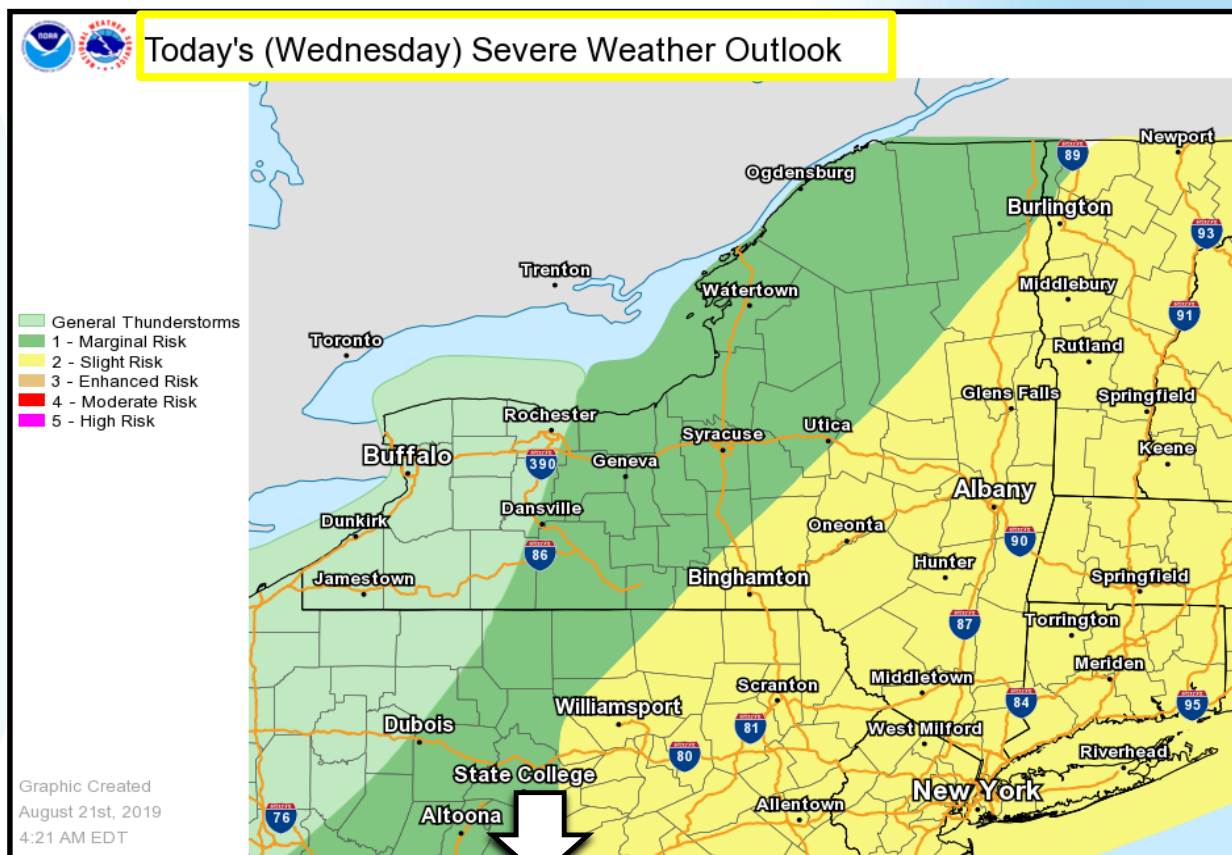 NOAA
Today's (Wednesday) Severe Weather Outlook
General Thunderstorms
1 - Marginal Risk
2 - Slight Risk
3 - Enhanced Risk
4 - Moderate Risk
5 - High Risk
Newport
89
Ogdensburg
Burlington
93
Trenton
Middlebury
Watertown
91
Toronto
Rutland
Glens Falls
Springfield
Rochester
Utica
Syracuse
Keene
Buffalo
390
Geneva
Albany
Dansville
Dunkirk
Oneonta
86
90
Hunter
Jamestown
Binghamton
Springfield
87
Torrington
Meriden
Middletown
Scranton
84
95
Williamsport
Dubois
81
West Milford
80
Riverhead
State College
New York
Allentown
Altoona
76
Graphic Created
August 21st, 2019
4:21 AM EDT